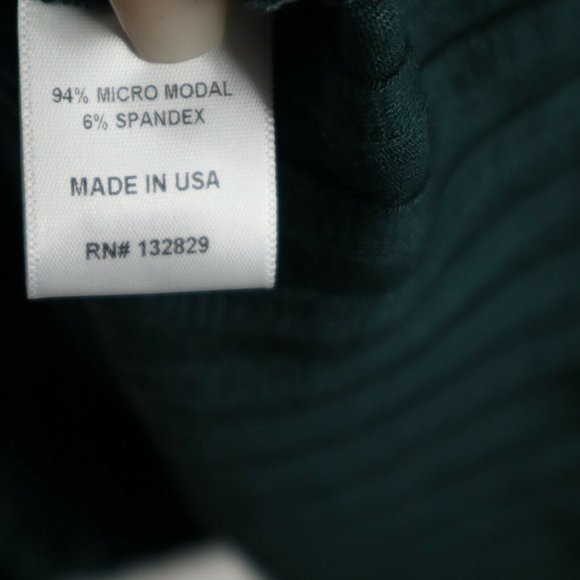 94% MICRO MODAL
6% SPANDEX
MADE IN USA
RN# 132829